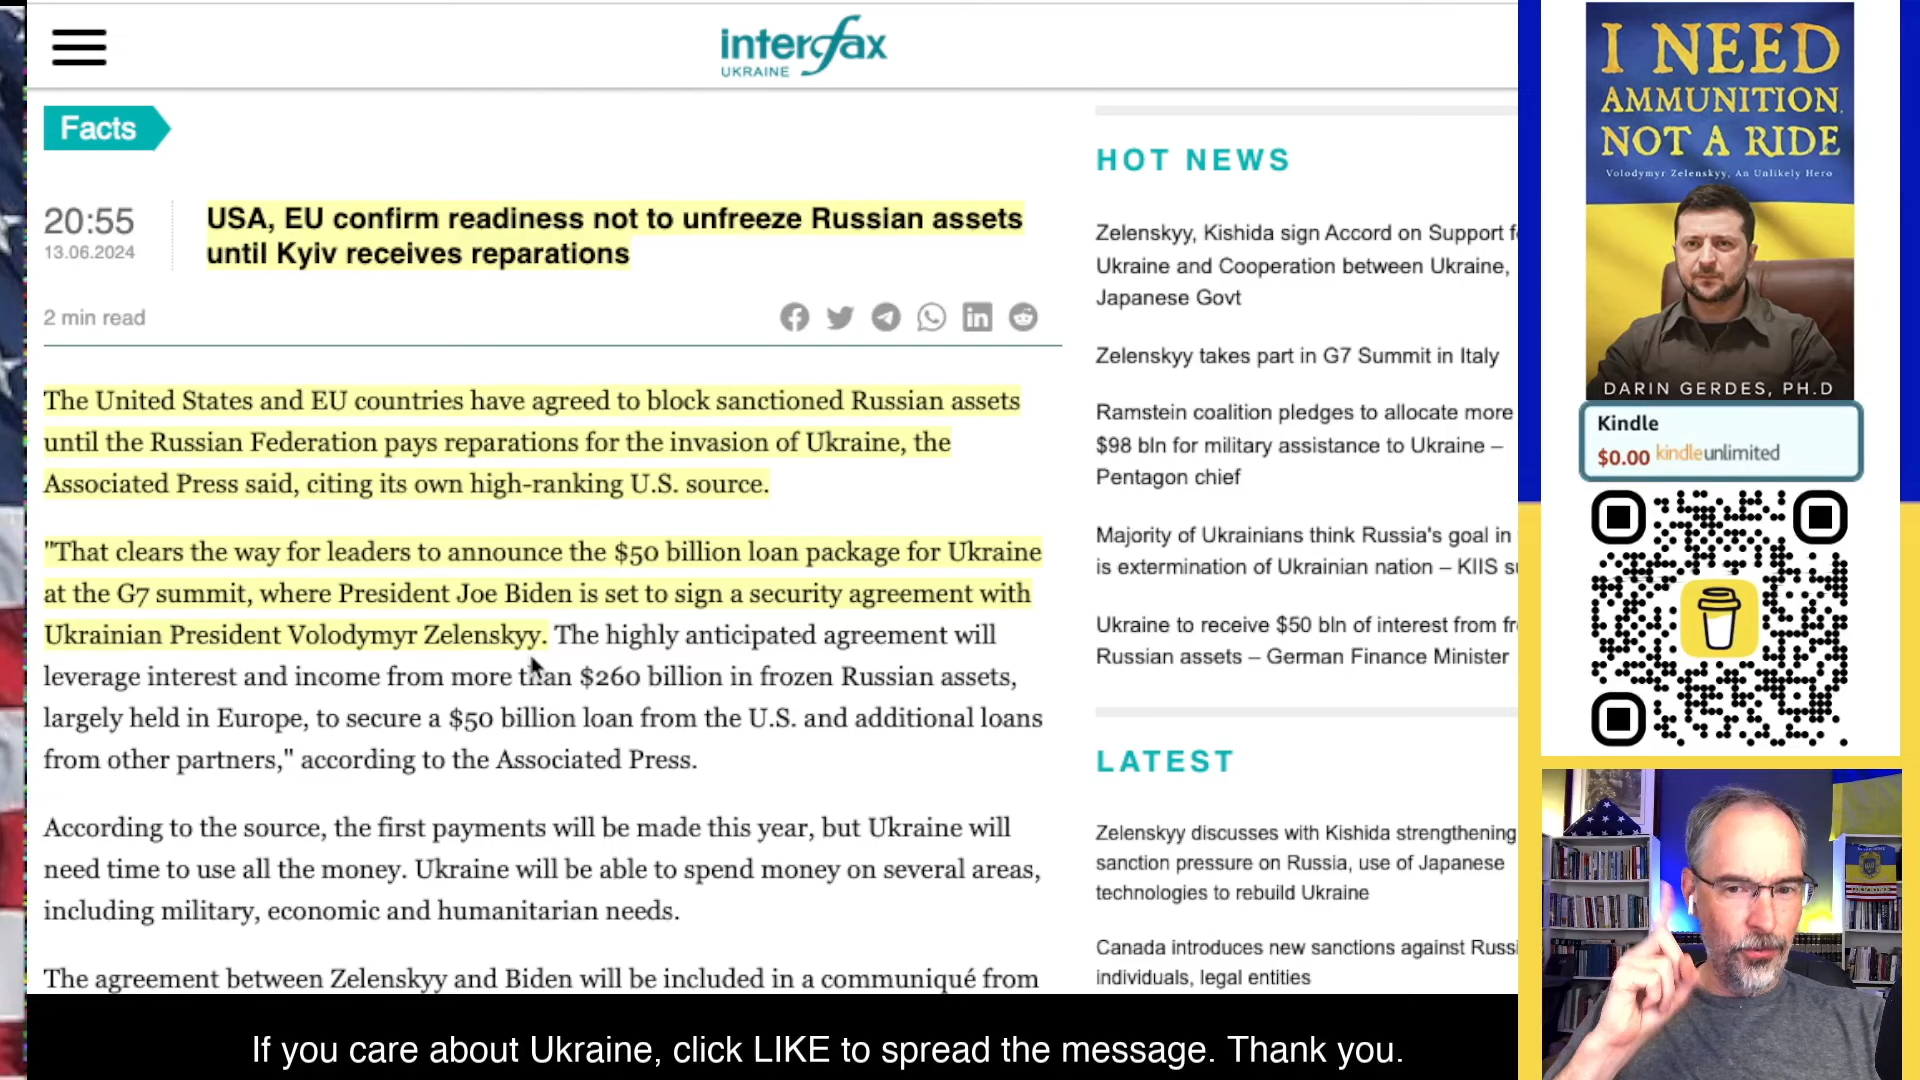 interfax
UKRAINE
Facts
20:55
13.06.2024
USA, EU confirm readiness not to unfreeze Russian assets
until Kyiv receives reparations
2 min read
The United States and EU countries have agreed to block sanctioned Russian assets
until the Russian Federation pays reparations for the invasion of Ukraine, the
Associated Press said, citing its own high-ranking U.S. source.
"That clears the way for leaders to announce the $50 billion loan package for Ukraine
at the G7 summit, where President Joe Biden is set to sign a security agreement with
Ukrainian President Volodymyr Zelenskyy. The highly anticipated agreement will
leverage interest and income from more than $260 billion in frozen Russian assets,
largely held in Europe, to secure a $50 billion loan from the U.S. and additional loans
from other partners," according to the Associated Press.
According to the source, the first payments will be made this year, but Ukraine will
need time to use all the money. Ukraine will be able to spend money on several areas,
including military, economic and humanitarian needs.
The agreement between Zelenskyy and Biden will be included in a communiqué from
HOT NEWS
Zelenskyy, Kishida sign Accord on Support
Ukraine and Cooperation between Ukraine,
Japanese Govt
Zelenskyy takes part in G7 Summit in Italy
Ramstein coalition pledges to allocate more
$98 bln for military assistance to Ukraine –
Pentagon chief
Majority of Ukrainians think Russia's goal in
is extermination of Ukrainian nation – KIIS
Ukraine to receive $50 bln of interest from
Russian assets – German Finance Minister
LATEST
Zelenskyy discusses with Kishida strengthening
sanction pressure on Russia, use of Japanese
technologies to rebuild Ukraine
Canada introduces new sanctions against Russi
individuals, legal entities
I NEED
AMMUNITION,
NOT A RIDE
Volodymyr Zelenskyy, An Unlikely Hero
DARIN GERDES, PH.D
Kindle
$0.00 kindleunlimited
If you care about Ukraine, click LIKE to spread the message. Thank you.